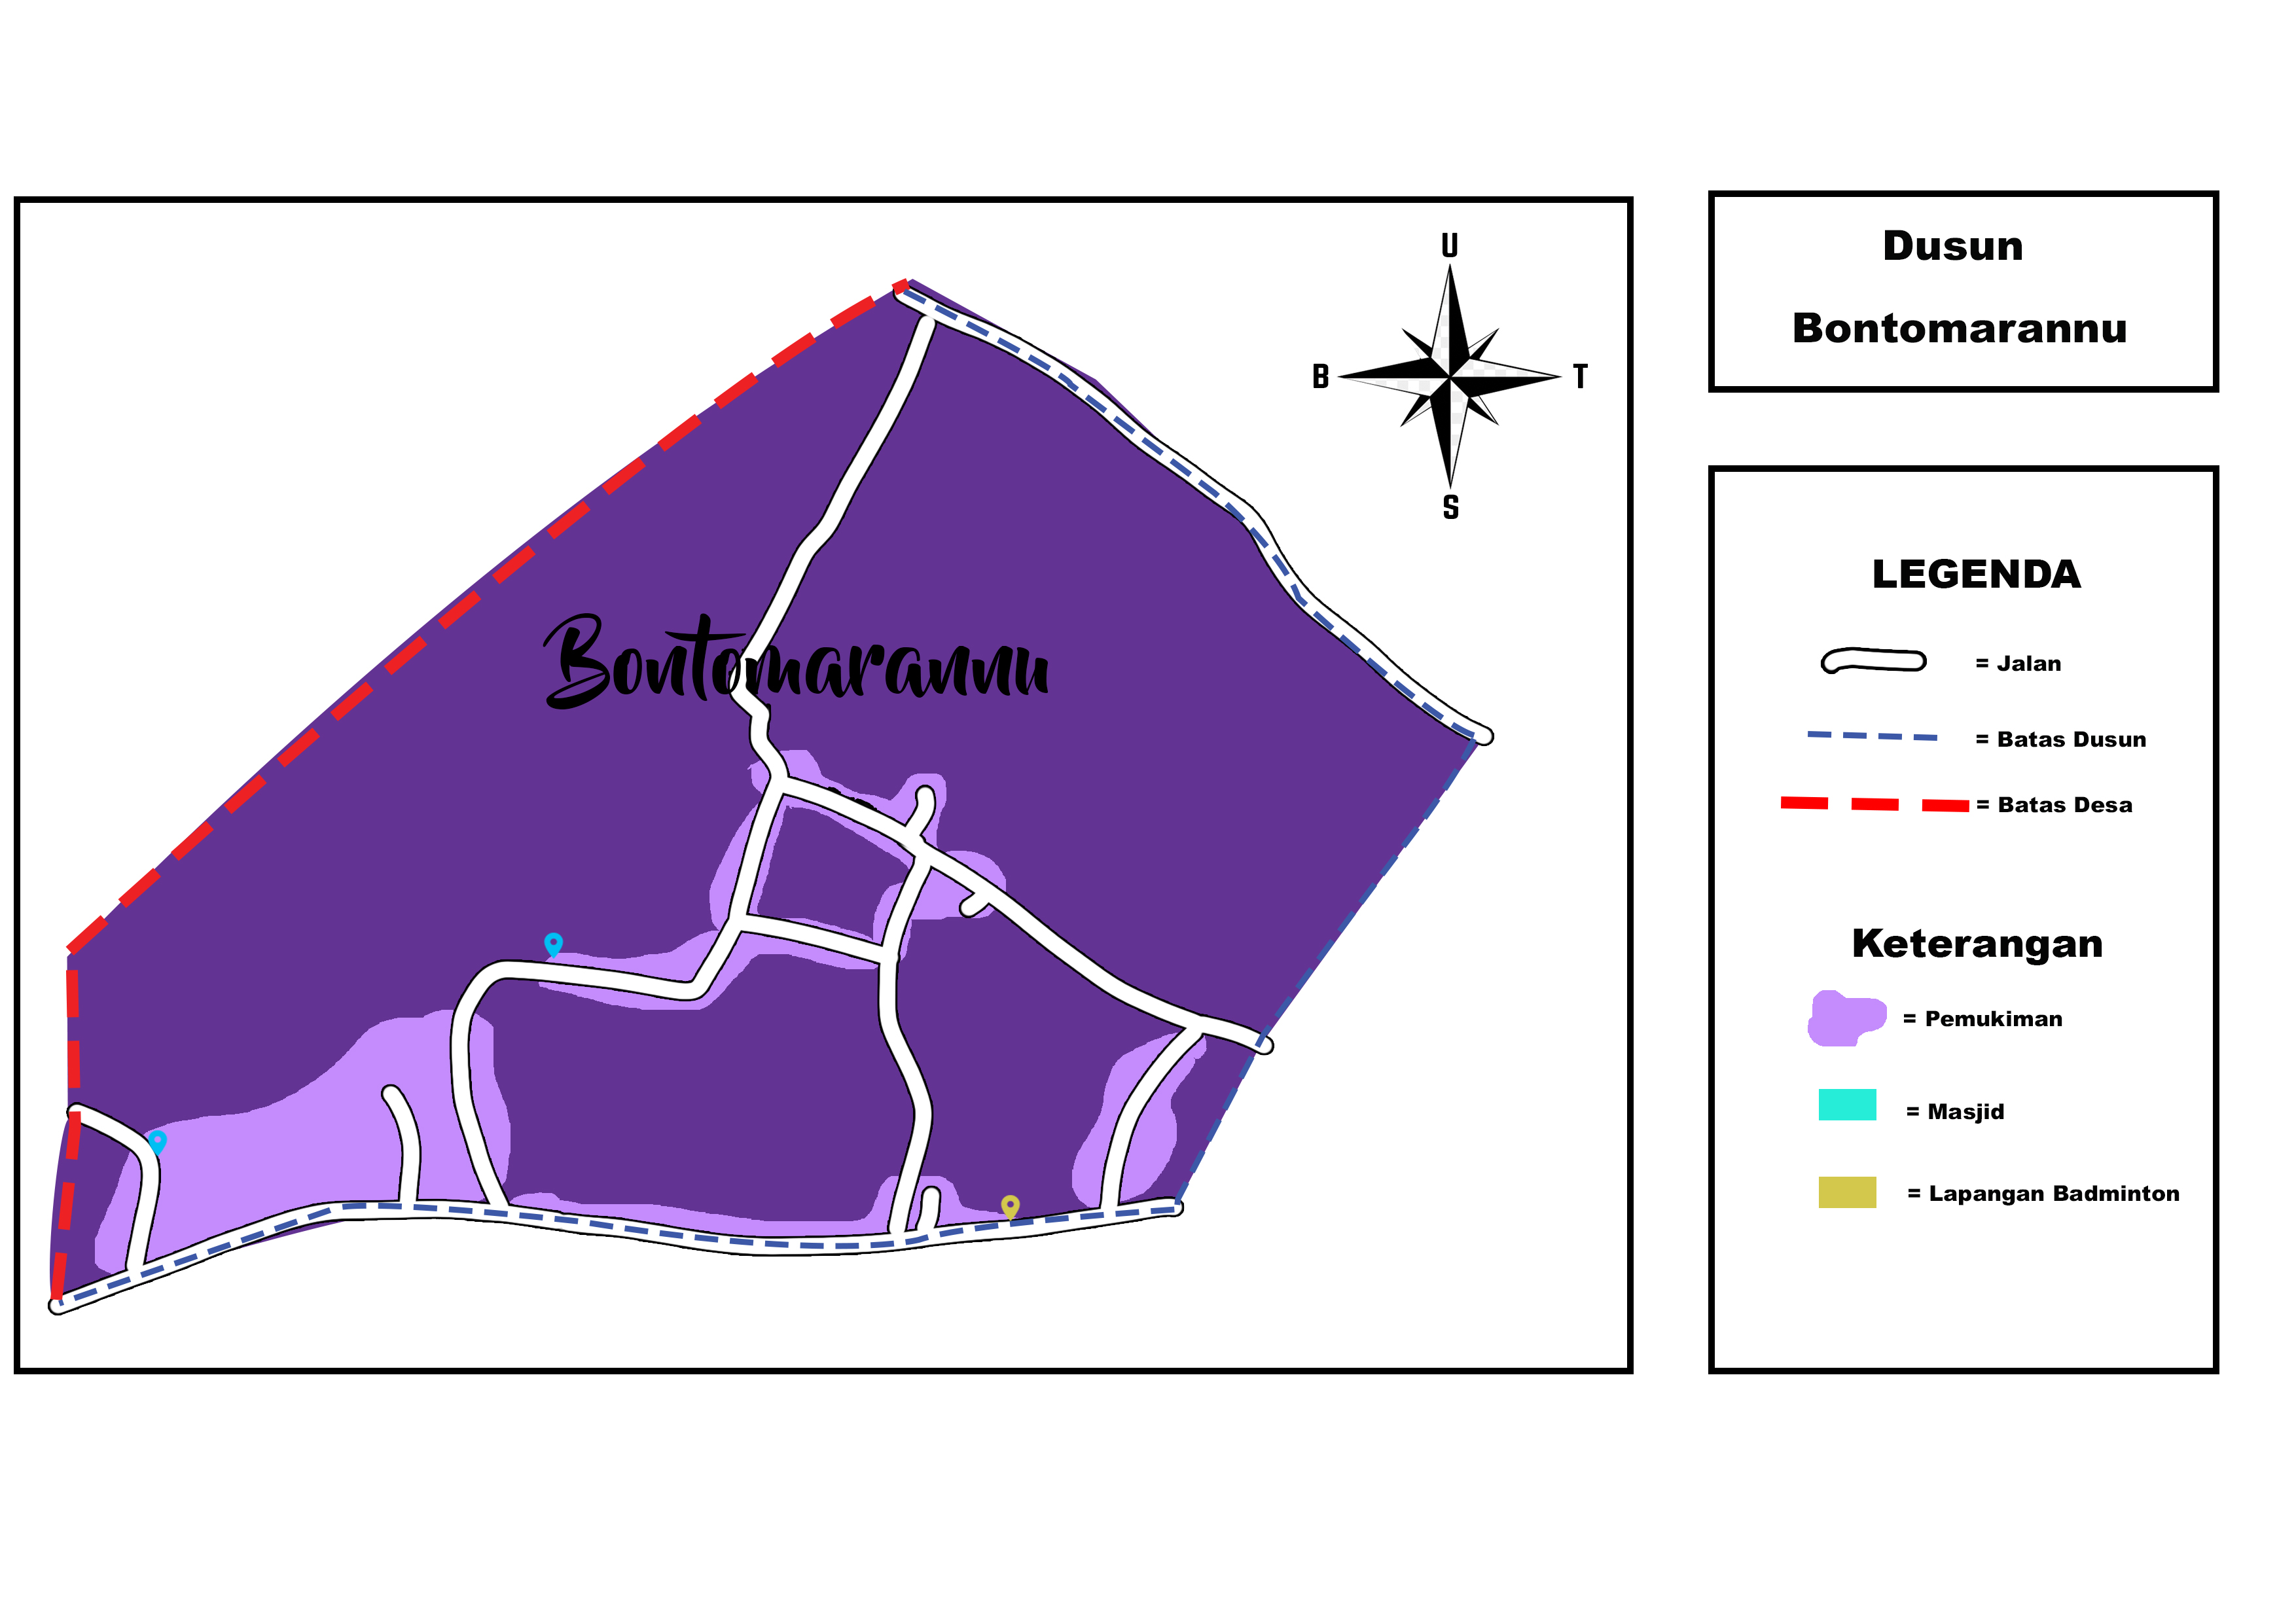 Dusun
Bontomarannu
U
B
T
S
Bontomarannu
LEGENDA
= Jalan
= Batas Dusun
= Batas Desa
Keterangan
= Pemukiman
= Masjid
= Lapangan Badminton